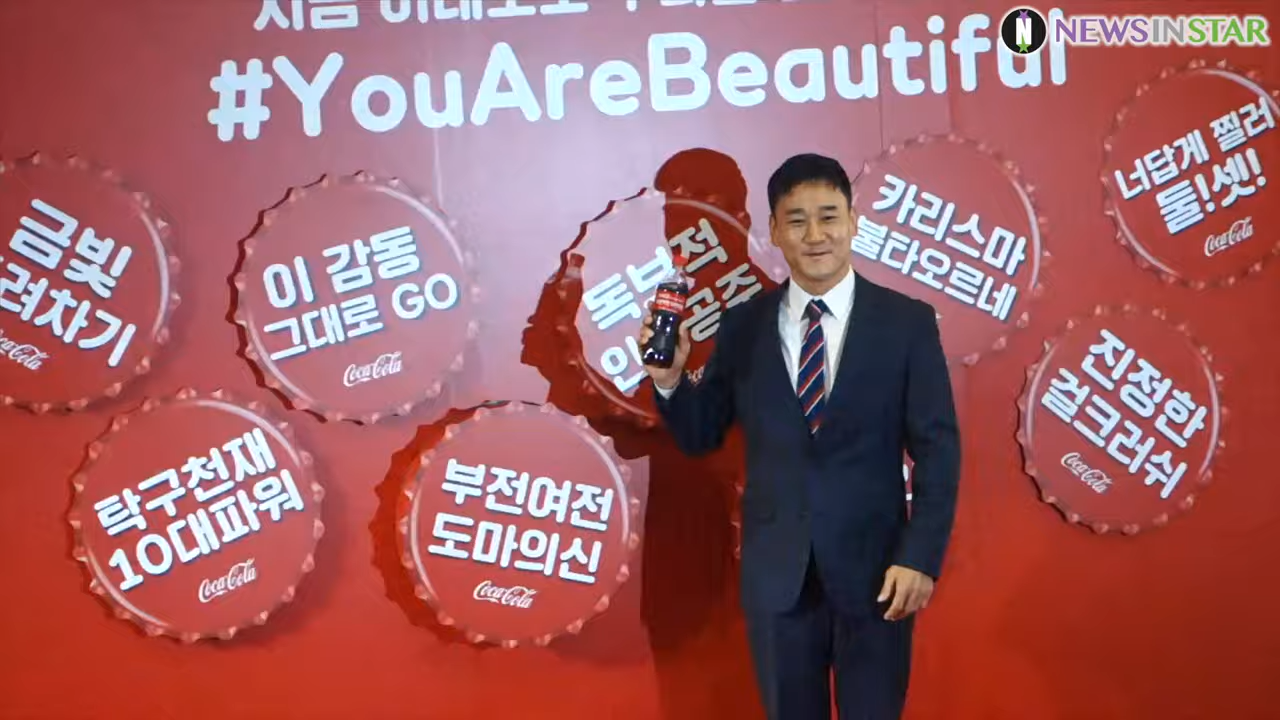 #YouAreBeautiful
NEWSINSTAR
금빛
려차기
Coca-Cola
이 감동
그대로 GO
Coca-Cola
카리스마
불타오르네
너답게 찔러
둘!셋!
Coca-Cola
진정한
걸크러쉬
Coca-Cola
탁구천재
10대파워
Coca-Cola
부전여전
도마의신
Coca-Cola